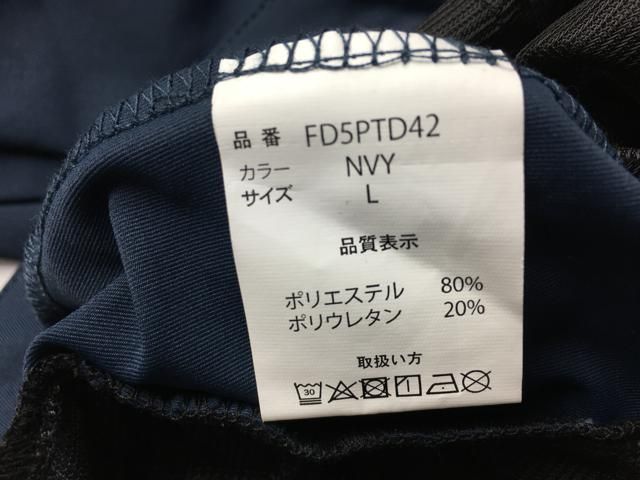 品番 FD5PTD42
カラー NVY
サイズ L
品質表示
ポリエステル 80%
ポリウレタン 20%
取扱い方
30